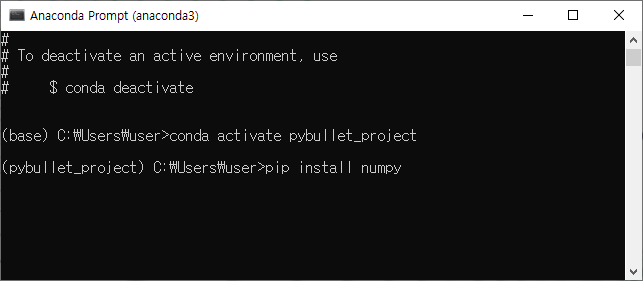 Anaconda Prompt (anaconda3)
#
# To deactivate an active environment, use
#
#     $ conda deactivate
(base) C:₩Users₩user>conda activate pybullet_project
(pybullet_project) C:₩Users₩user>pip install numpy